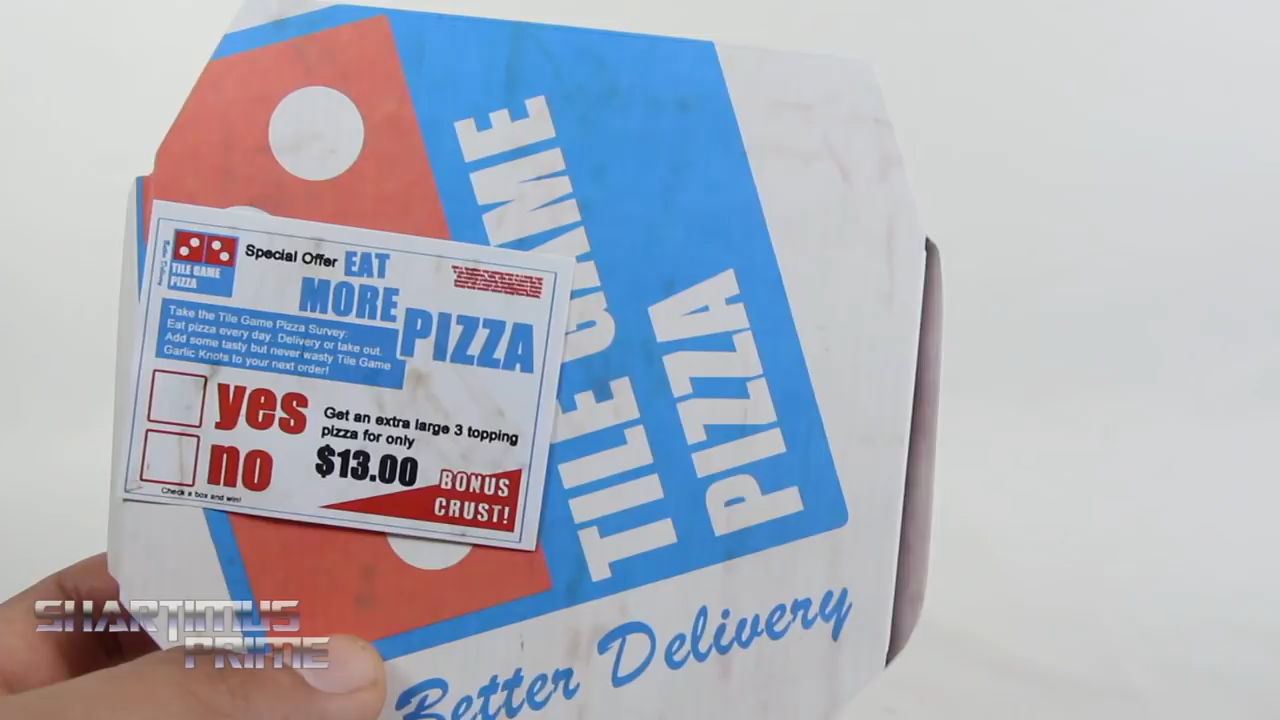 TILE GAME
PIZZA
Better Delivery
TILE GAME
PIZZA
Special Offer
EAT
MORE
PIZZA
Take the Tile Game Pizza Survey:
Eat pizza every day. Delivery or take out.
Add some tasty but never wasty Tile Game
Garlic Knots to your next order!
yes
no
Check a box and win!
Get an extra large 3 topping
pizza for only
$13.00
BONUS
CRUST!
SHARTIMUS
PRIME